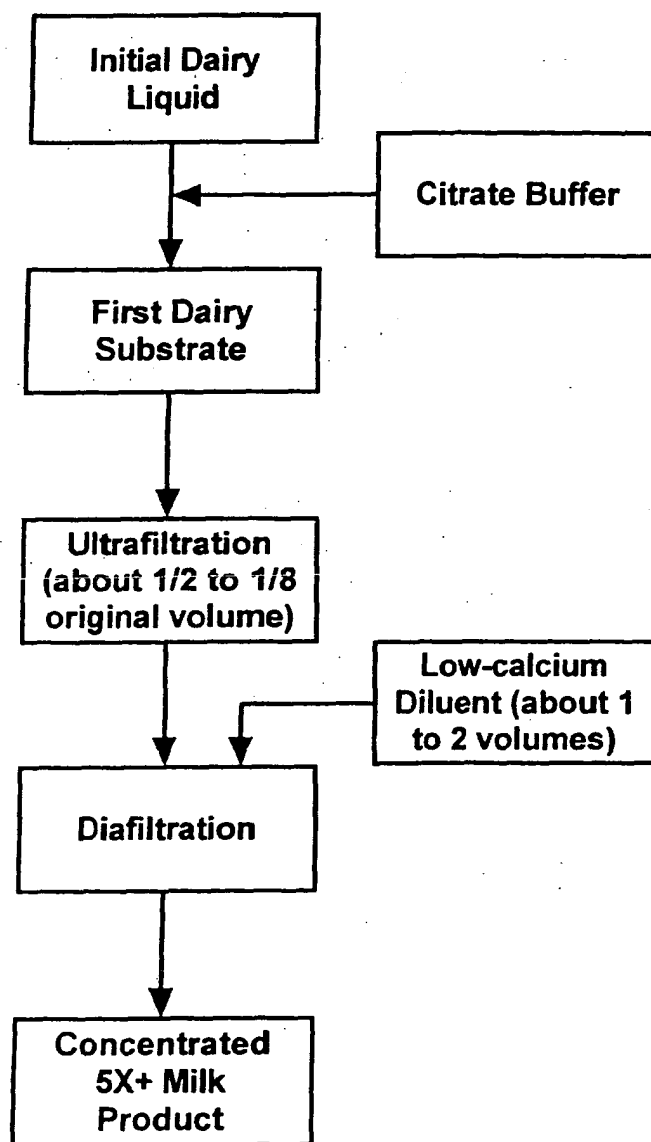 Initial Dairy
Liquid
Citrate Buffer
First Dairy
Substrate
Ultrafiltration
(about 1/2 to 1/8
original volume)
Low-calcium
Diluent (about 1
to 2 volumes)
Diafiltration
Concentrated
5X+ Milk
Product